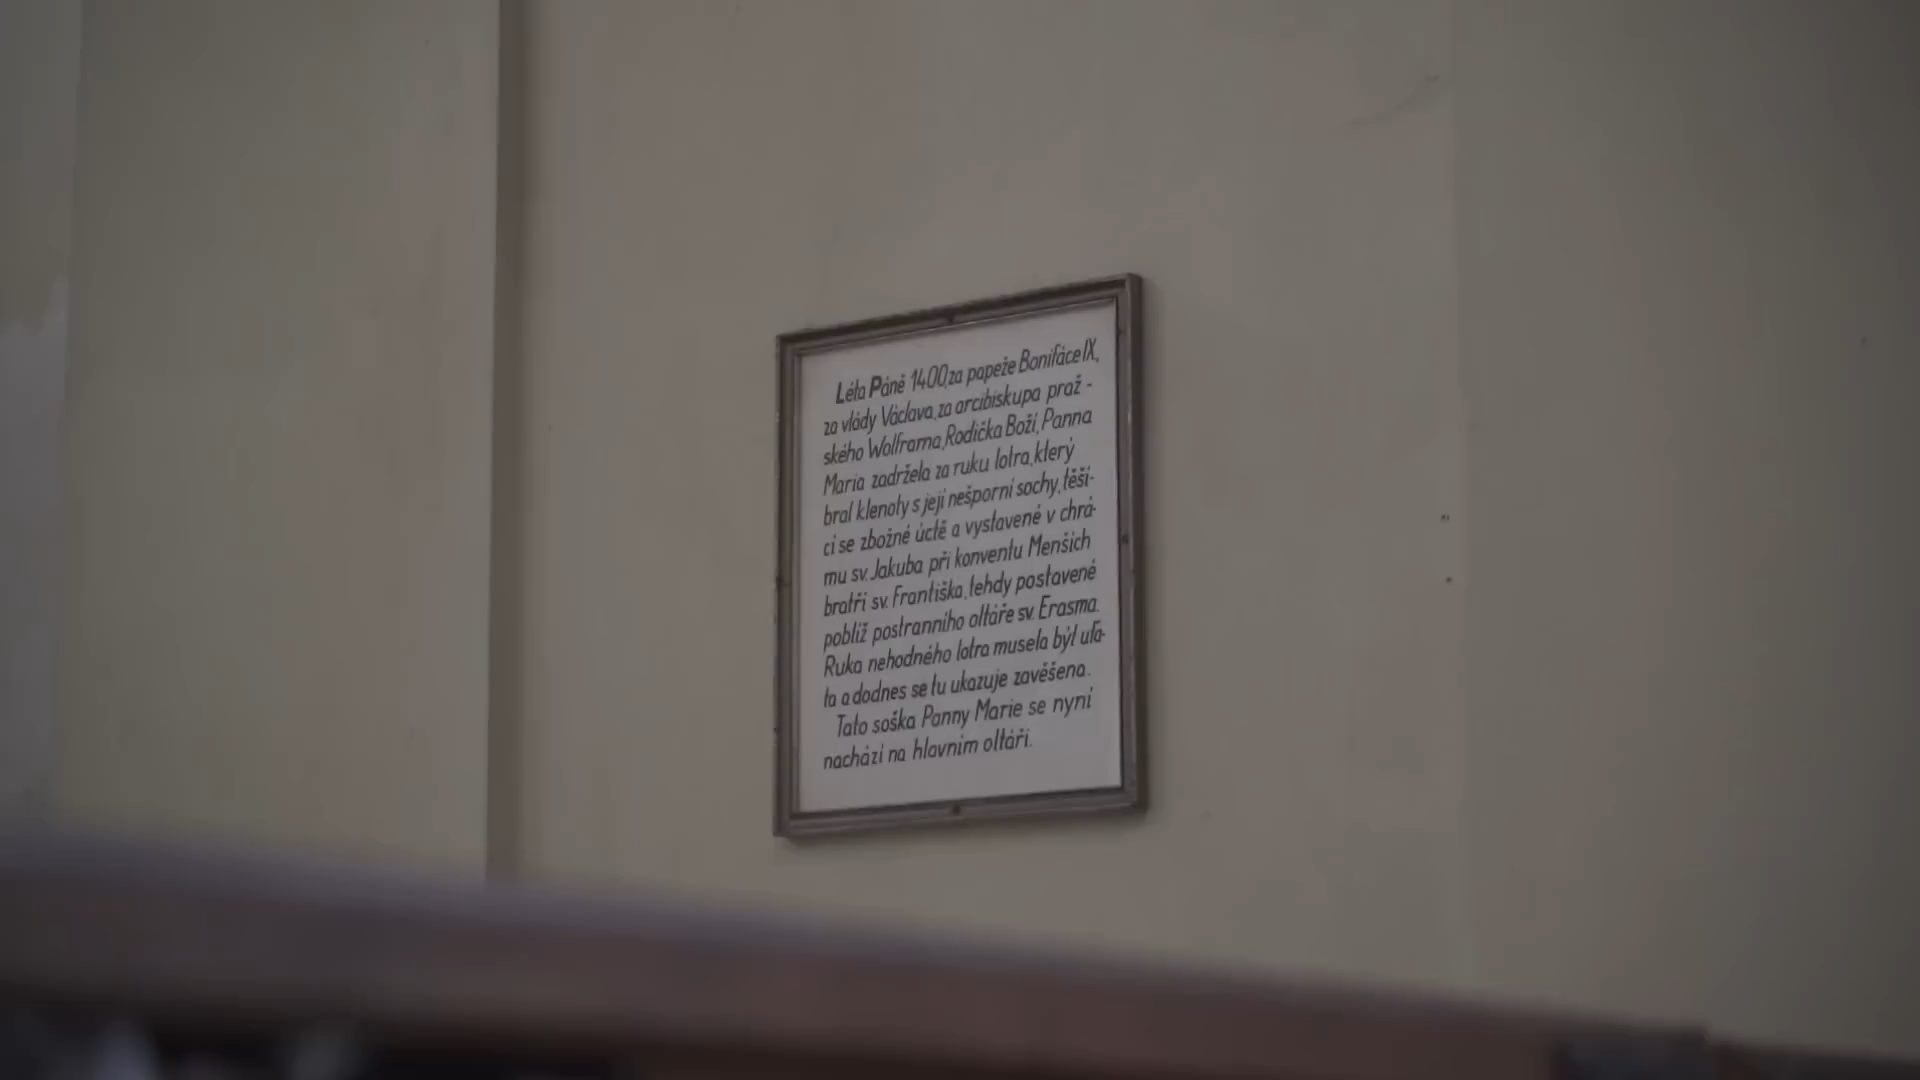 Léta Páně 1400, za papeže Bonifáce IX,
za vlády Václava, za arcibiskupa praž -
ského Wolframa, Rodička Boží, Panna
Maria zadržela za ruku lotra, který
bral klenoty s její nešporní sochy, těší-
cí se zbožné úctě a vystavené v chrá-
mu sv. Jakuba při konventu Menších
bratří sv. Františka, tehdy postavené
poblíž postranního oltáře sv. Erasma.
Ruka nehodného lotra musela být uťa-
ta a dodnes se tu ukazuje zavěšena.
Tato soška Panny Marie se nyní
nachází na hlavním oltáři.